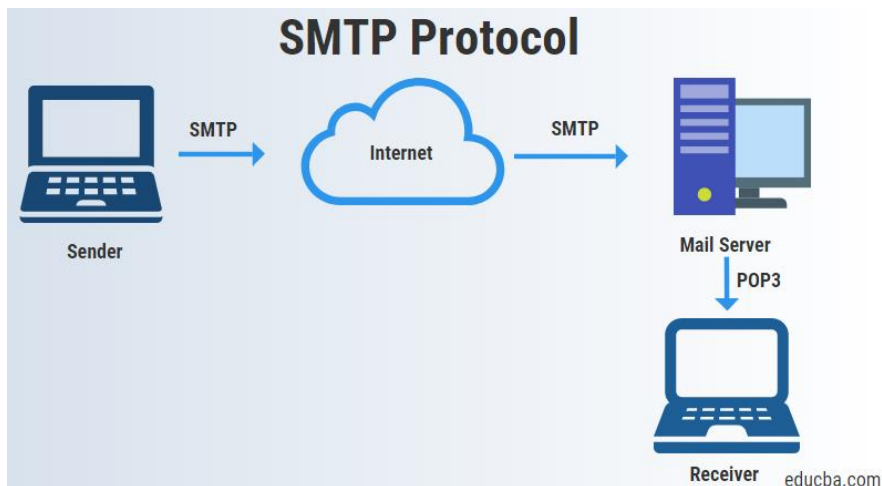 SMTP Protocol
SMTP
Internet
SMTP
Sender
Mail Server
POP3
Receiver
educba.com